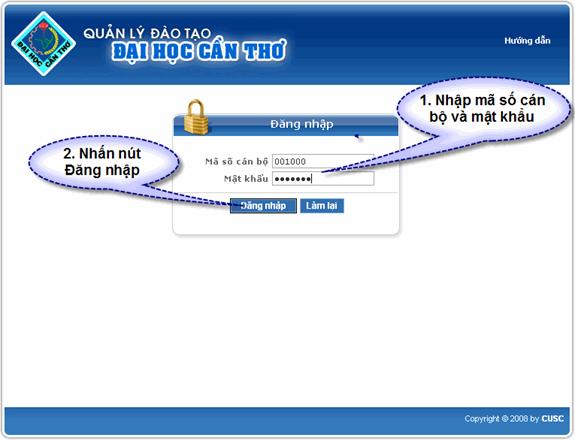 QUẢN LÝ ĐÀO TẠO
ĐẠI HỌC CẦN THƠ
ĐẠI HỌC CẦN THƠ
Hướng dẫn
1. Nhập mã số cán
bộ và mật khẩu
Đăng nhập
2. Nhấn nút
Đăng nhập
Mã số cán bộ 001000
Mật khẩu •••••••
Đăng nhập Làm lại
Copyright © 2008 by CUSC